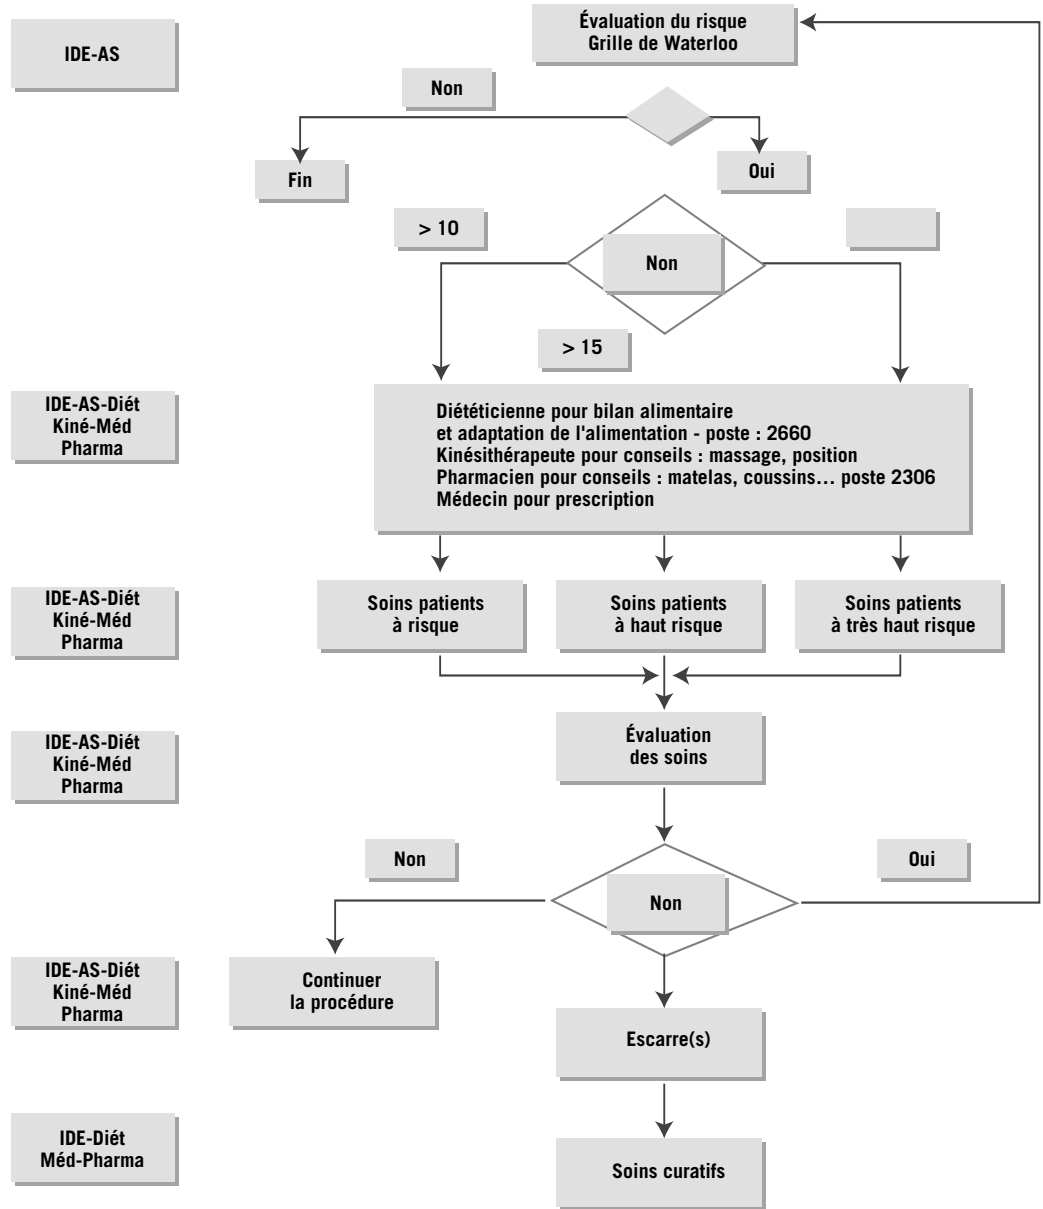 IDE-AS
Évaluation du risque
Grille de Waterloo
Non
Fin
Oui
> 10
Non
> 15
IDE-AS-Diét
Kiné-Méd
Pharma
Diététicienne pour bilan alimentaire
et adaptation de l'alimentation - poste : 2660
Kinésithérapeute pour conseils : massage, position
Pharmacien pour conseils : matelas, coussins... poste 2306
Médecin pour prescription
IDE-AS-Diét
Kiné-Méd
Pharma
Soins patients
à risque
Soins patients
à haut risque
Soins patients
à très haut risque
IDE-AS-Diét
Kiné-Méd
Pharma
Évaluation
des soins
Non
Non
Oui
IDE-AS-Diét
Kiné-Méd
Pharma
Continuer
la procédure
Escarre(s)
IDE-Diét
Méd-Pharma
Soins curatifs